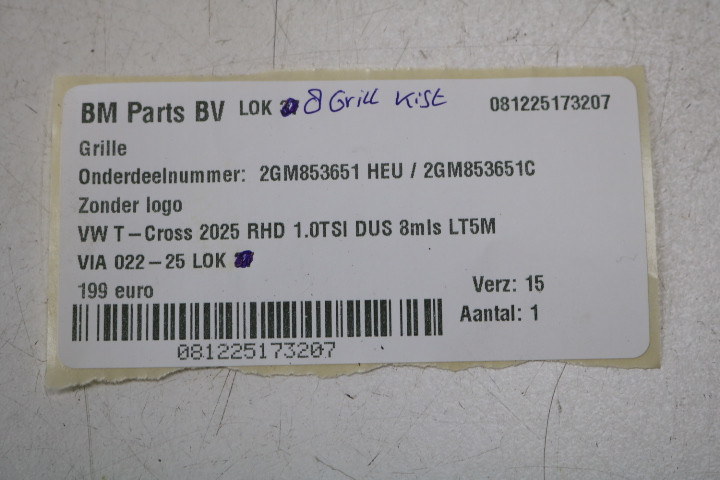 BM Parts BV LOK 8 Grill Kist 081225173207
Grille
Onderdeelnummer: 2GM853651 HEU / 2GM853651C
Zonder logo
VW T-Cross 2025 RHD 1.0TSI DUS 8mls LT5M
VIA 022-25 LOK
199 euro Verz: 15
Aantal: 1
081225173207